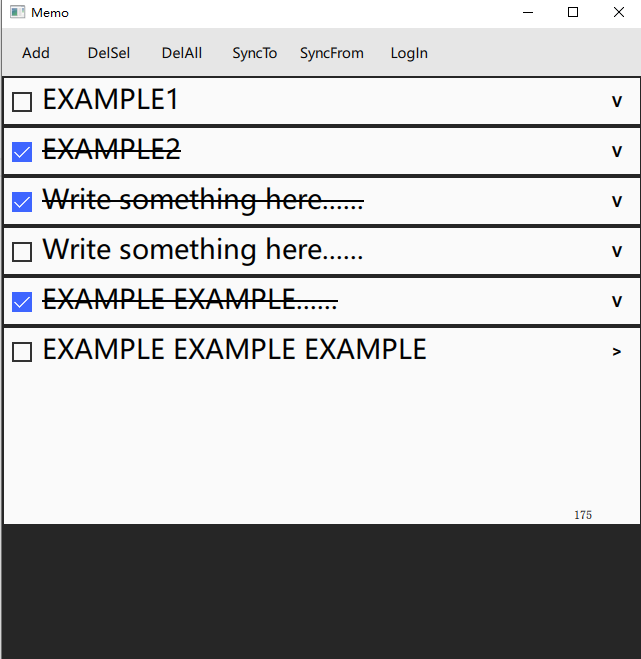 Memo
Add DelSel DelAll SyncTo SyncFrom LogIn
EXAMPLE1 V
EXAMPLE2 V
Write something here...... V
Write something here...... V
EXAMPLE EXAMPLE...... V
EXAMPLE EXAMPLE EXAMPLE >
175